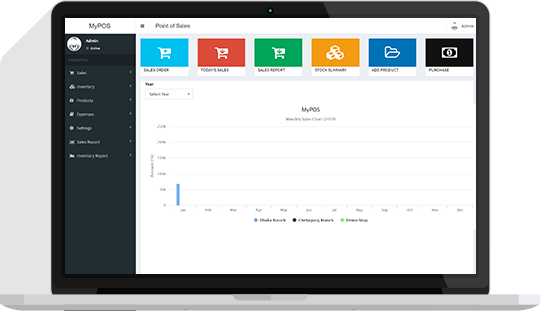 MyPOS
Point of Sales
Admin
Admin
Online
SALES ORDER
TODAY'S SALES
SALES REPORT
STOCK SUMMARY
ADD PRODUCT
PURCHASE
Sales
Inventory
Products
Expenses
Settings
Sales Report
Inventory Report
Year
Select Year
MyPOS
Monthly Sales Chart (2019)
250k
200k
150k
100k
50k
0
Jan
Feb
Mar
Apr
May
Jun
Jul
Aug
Sep
Oct
Nov
Dec
Dhaka Branch
Chittagong Branch
Online Shop